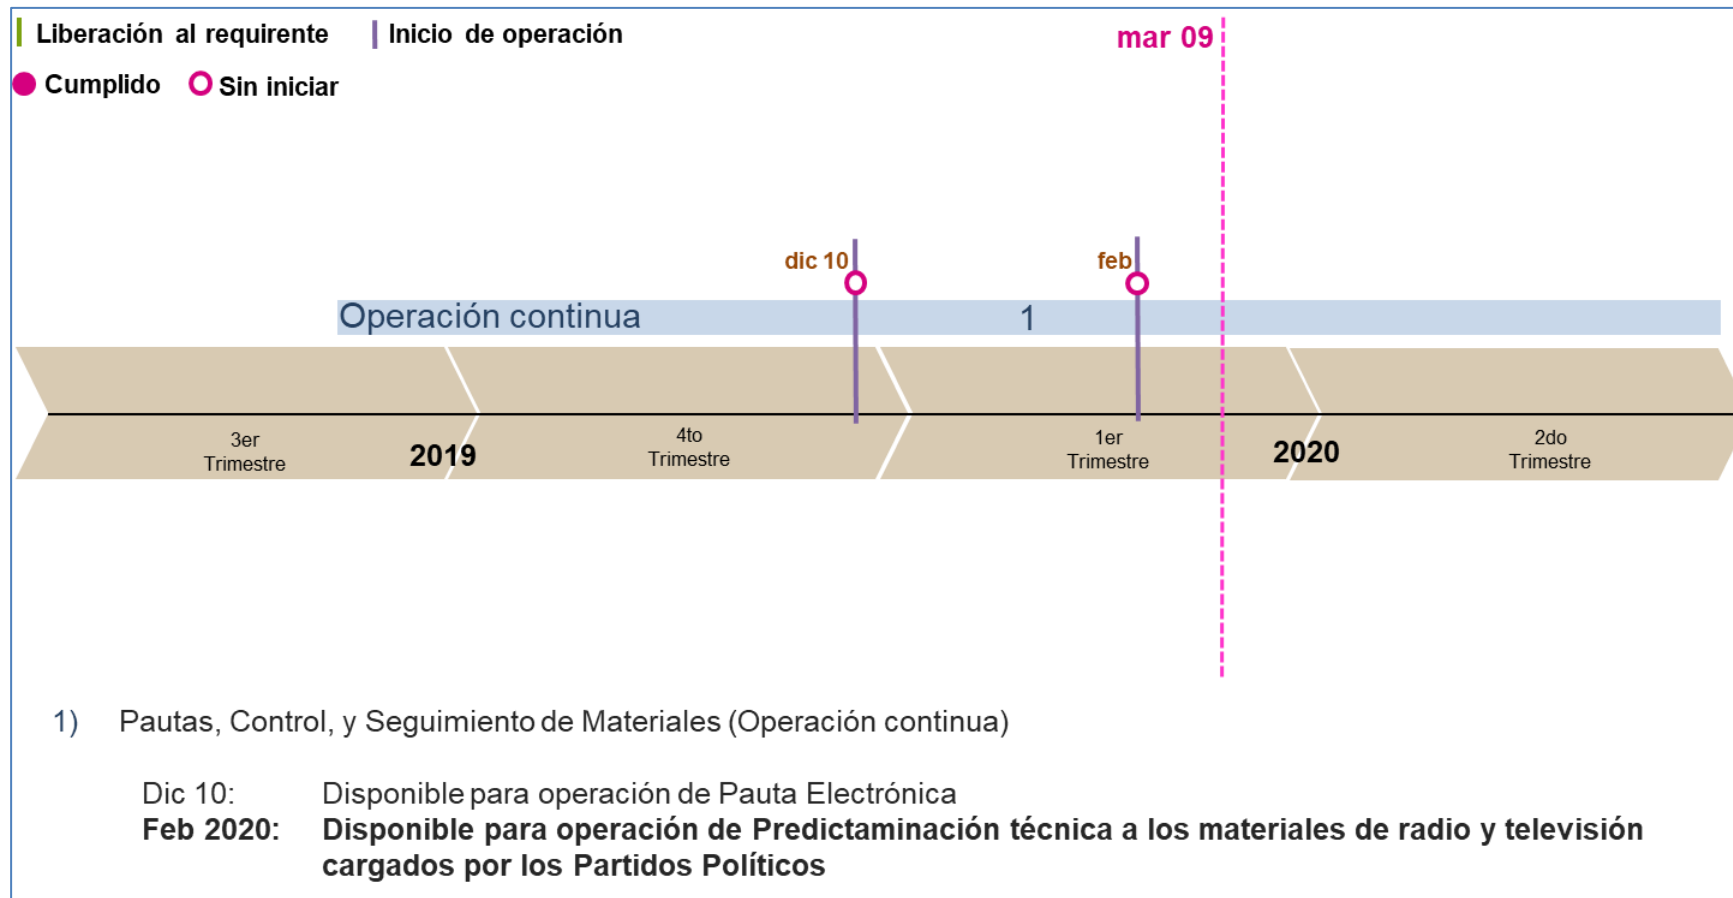 Liberación al requirente
Inicio de operación
mar 09
Cumplido
Sin iniciar
dic 10
feb
Operación continua
1
3er
Trimestre
2019
4to
Trimestre
1er
Trimestre
2020
2do
Trimestre
1) Pautas, Control, y Seguimiento de Materiales (Operación continua)
Dic 10: Disponible para operación de Pauta Electrónica
Feb 2020: Disponible para operación de Predictaminación técnica a los materiales de radio y televisión
cargados por los Partidos Políticos